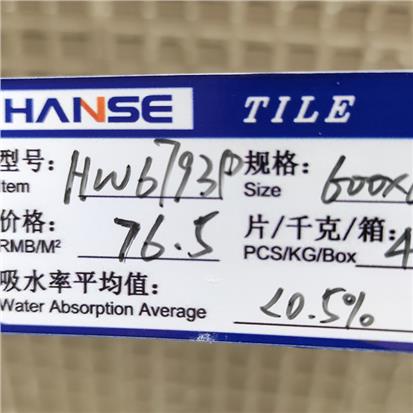 HANSE TILE
型号: HW6793P 规格: 600x
Item Size
价格: 76.5 片/千克/箱: 4
RMB/M² PCS/KG/Box
吸水率平均值: <0.5%
Water Absorption Average